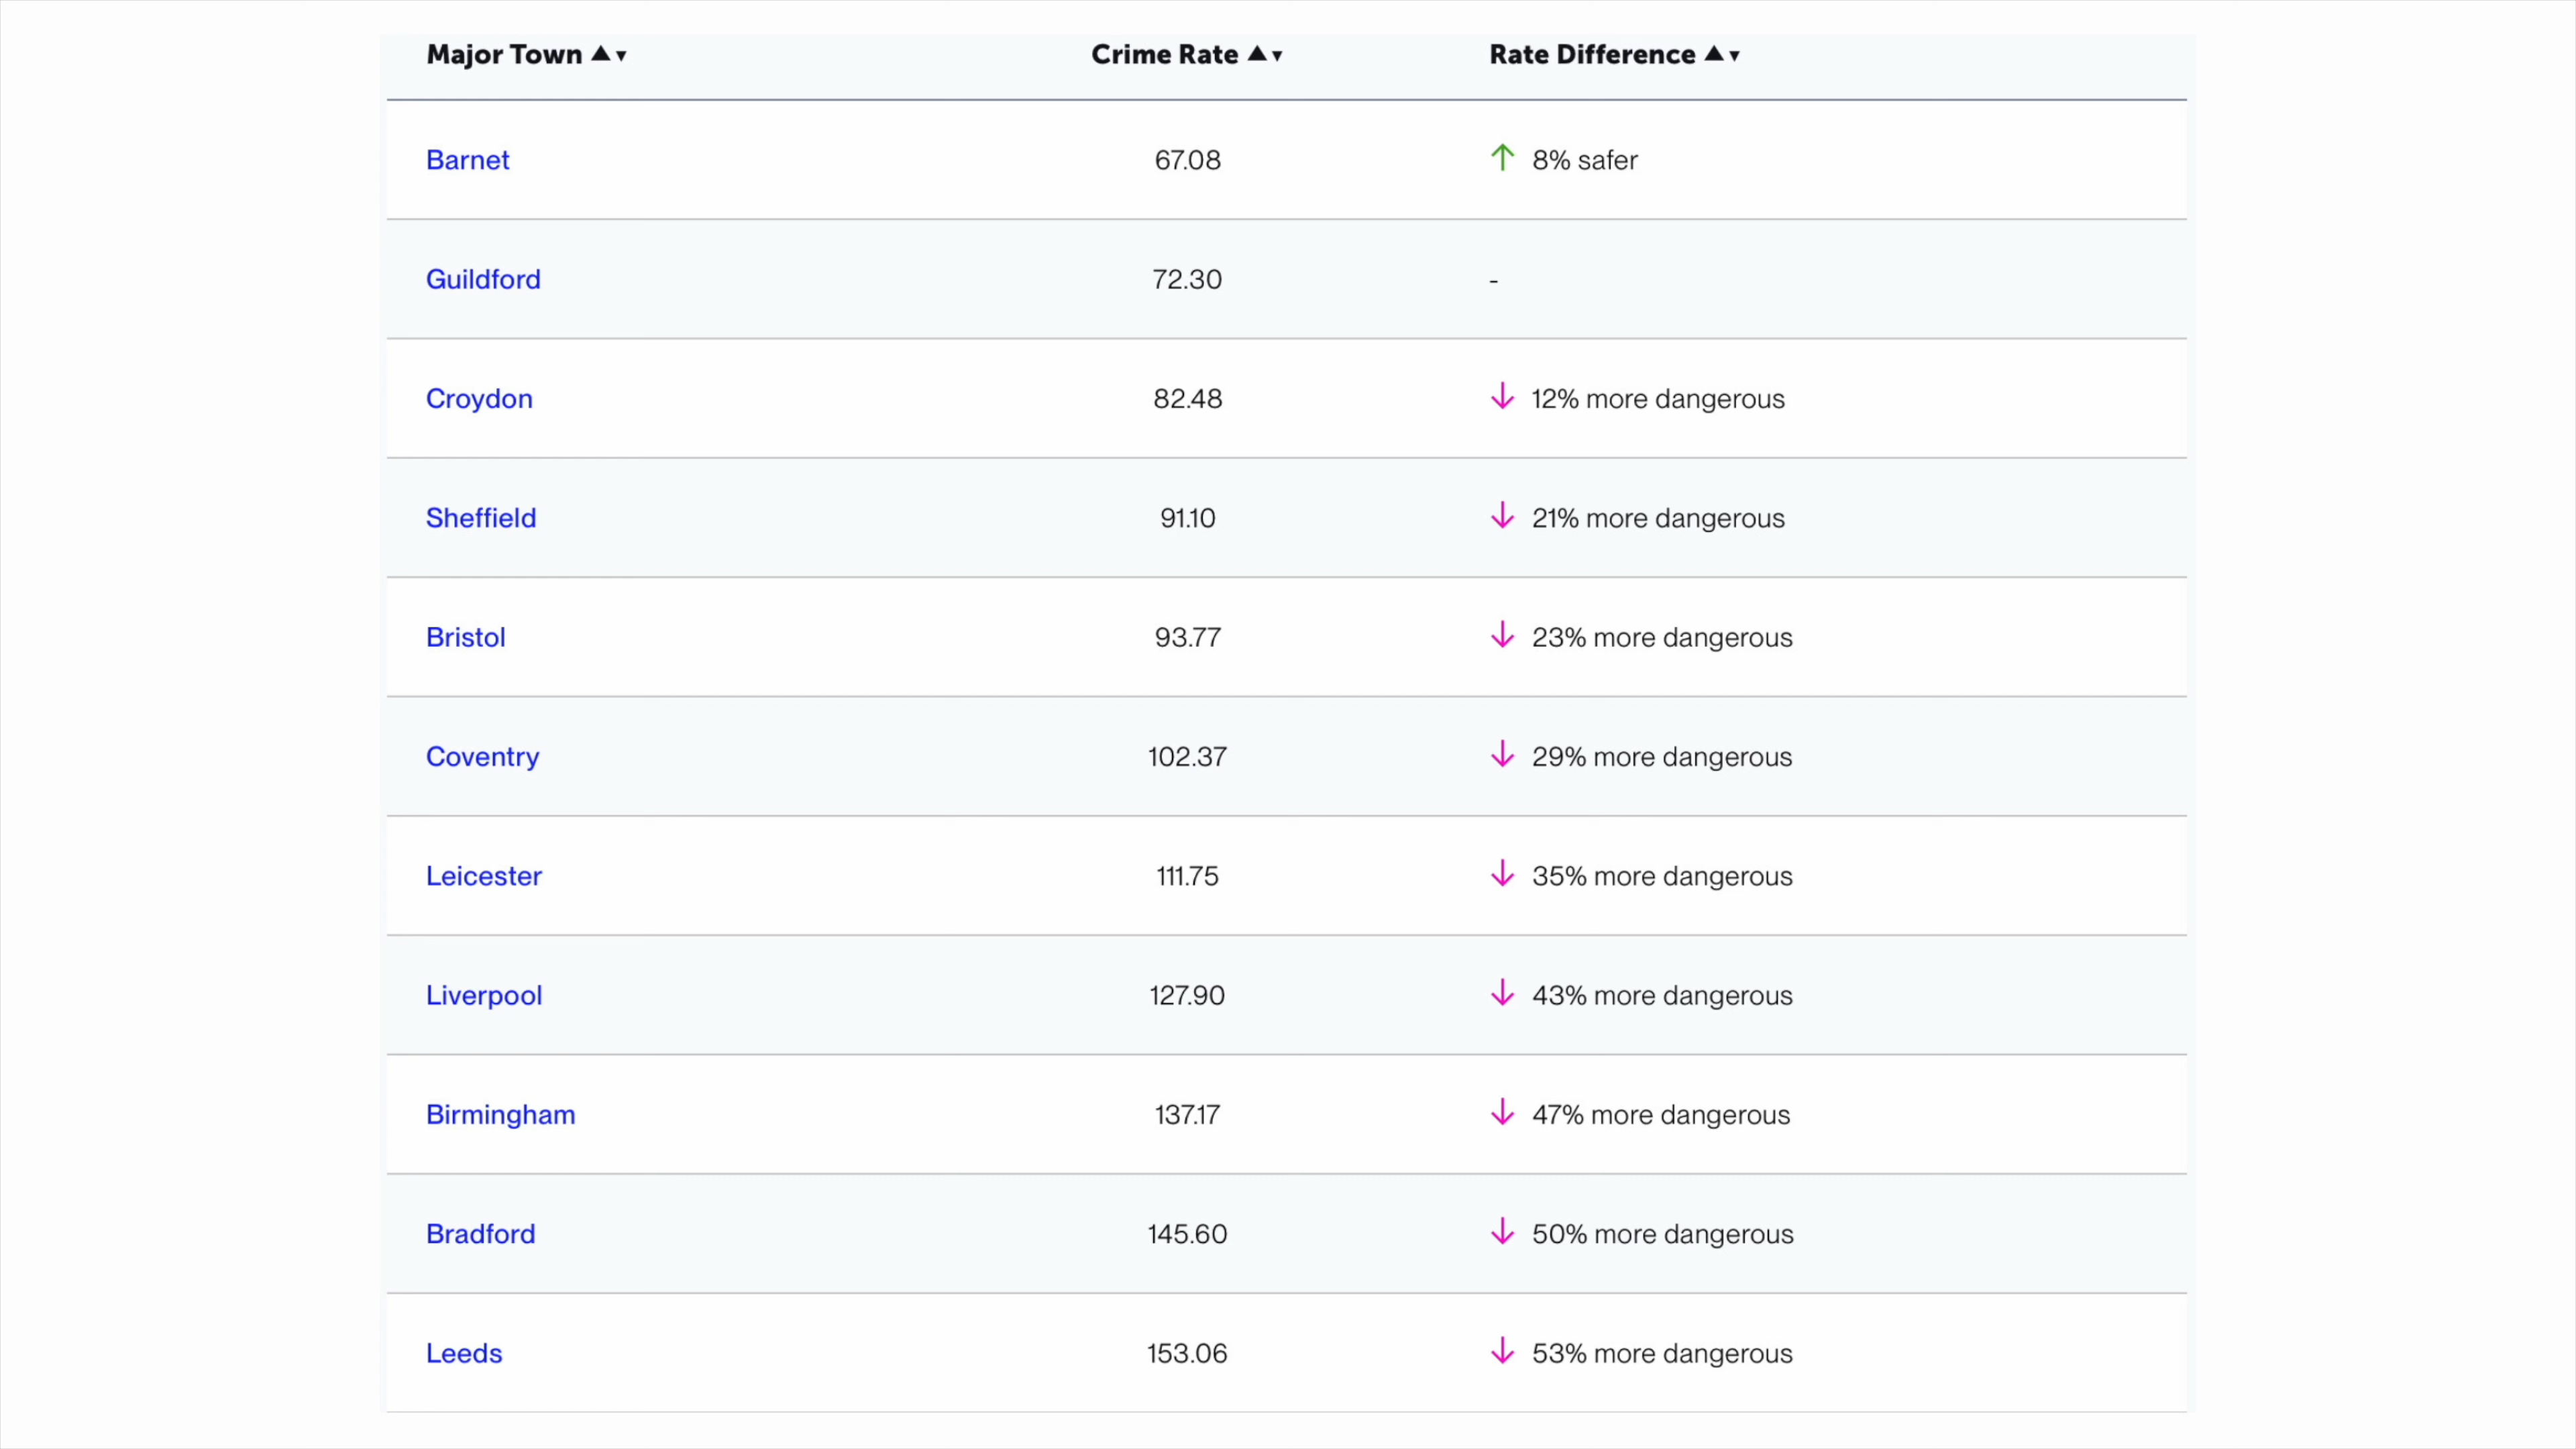 Major Town ▲▼ Crime Rate ▲▼ Rate Difference ▲▼
Barnet 67.08 ↑ 8% safer
Guildford 72.30 -
Croydon 82.48 ↓ 12% more dangerous
Sheffield 91.10 ↓ 21% more dangerous
Bristol 93.77 ↓ 23% more dangerous
Coventry 102.37 ↓ 29% more dangerous
Leicester 111.75 ↓ 35% more dangerous
Liverpool 127.90 ↓ 43% more dangerous
Birmingham 137.17 ↓ 47% more dangerous
Bradford 145.60 ↓ 50% more dangerous
Leeds 153.06 ↓ 53% more dangerous